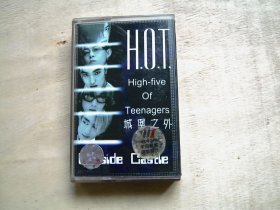 H.O.T.
High-five
Of
Teenagers
城堡之外
Outside Castle